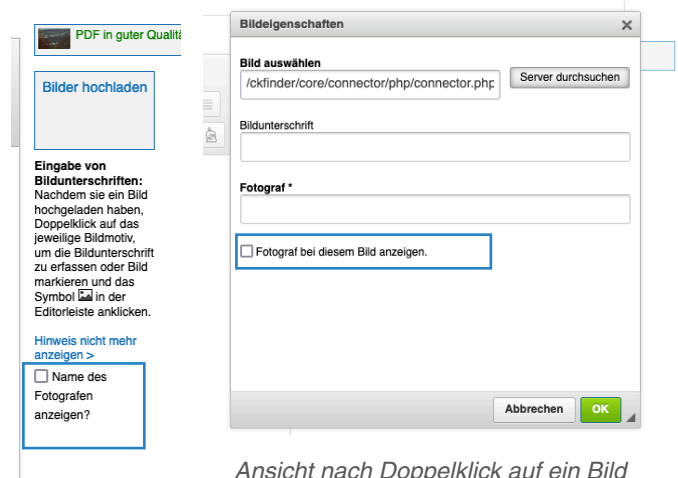 PDF in guter Qualitä
Bilder hochladen
Eingabe von
Bildunterschriften:
Nachdem sie ein Bild
hochgeladen haben,
Doppelklick auf das
jeweilige Bildmotiv,
um die Bildunterschrift
zu erfassen oder Bild
markieren und das
Symbol in der
Editorleiste anklicken.
Hinweis nicht mehr
anzeigen >
Name des
Fotografen
anzeigen?
Bildeigenschaften
Bild auswählen
/ckfinder/core/connector/php/connector.php
Server durchsuchen
Bildunterschrift
Fotograf *
Fotograf bei diesem Bild anzeigen.
Abbrechen
OK
Ansicht nach Doppelklick auf ein Bild